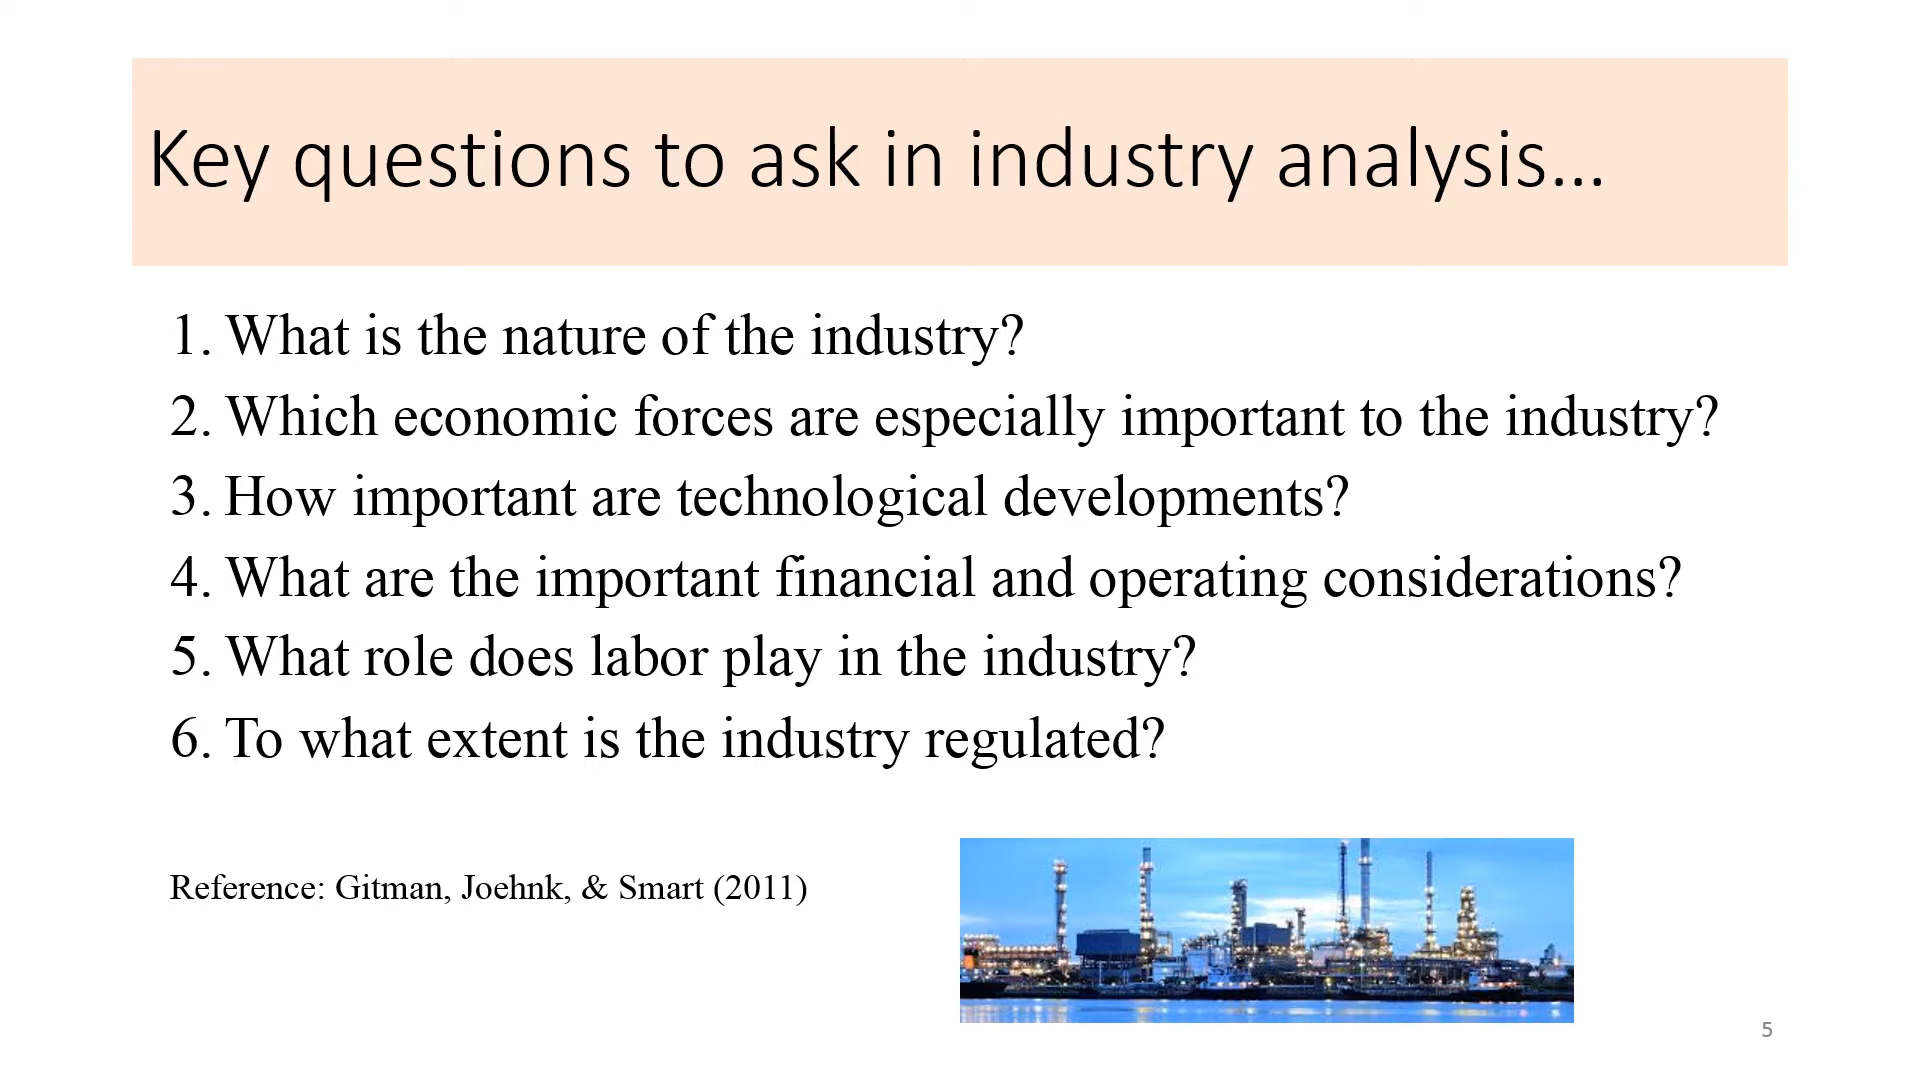 Key questions to ask in industry analysis…
1. What is the nature of the industry?
2. Which economic forces are especially important to the industry?
3. How important are technological developments?
4. What are the important financial and operating considerations?
5. What role does labor play in the industry?
6. To what extent is the industry regulated?
Reference: Gitman, Joehnk, & Smart (2011)
5